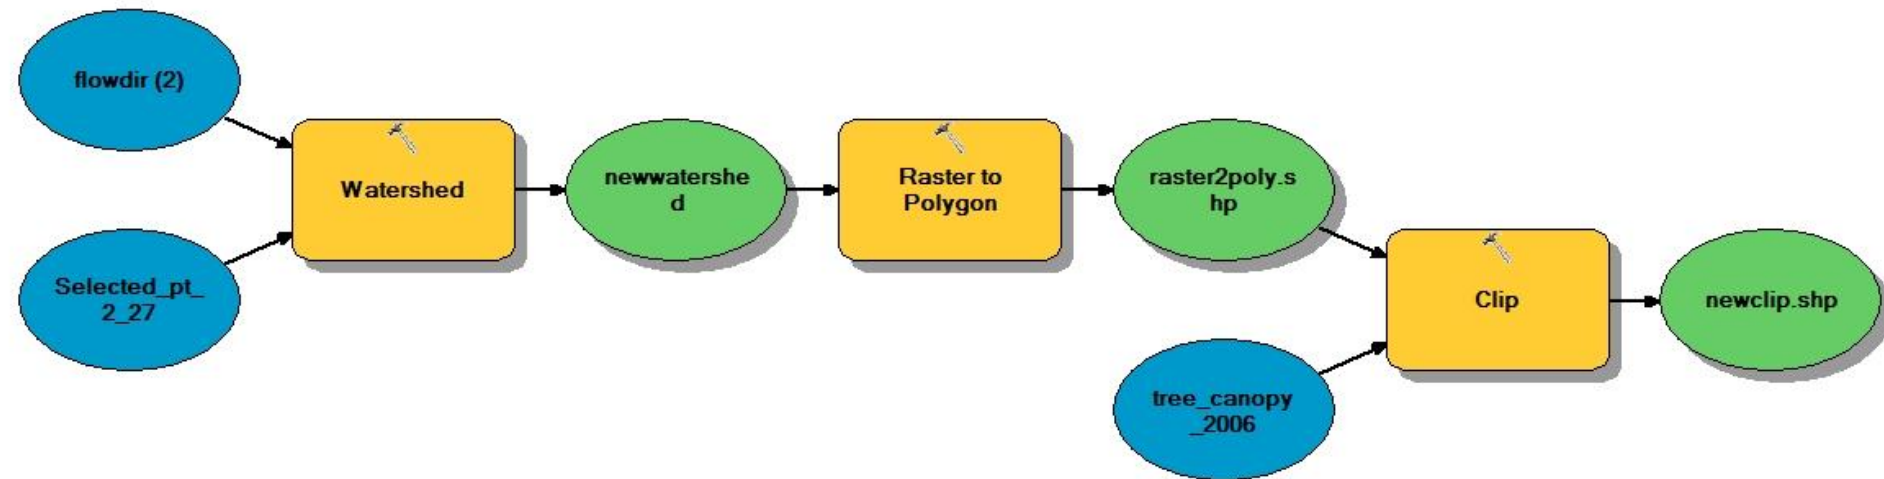 flowdir (2)
Selected_pt_
2_27
Watershed
newwatershe
d
Raster to
Polygon
raster2poly.s
hp
tree_canopy
_2006
Clip
newclip.shp